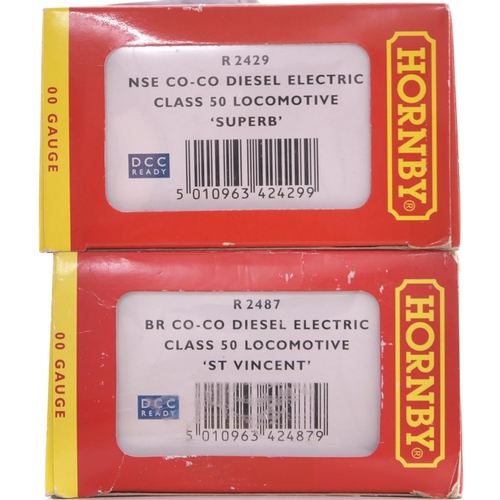 R 2429
NSE CO-CO DIESEL ELECTRIC
CLASS 50 LOCOMOTIVE
'SUPERB'
DCC
READY
5 010963 424299
00 GAUGE
HORNBY®
R 2487
BR CO-CO DIESEL ELECTRIC
CLASS 50 LOCOMOTIVE
'ST VINCENT'
DCC
READY
5 010963 424879
00 GAUGE
HORNBY®